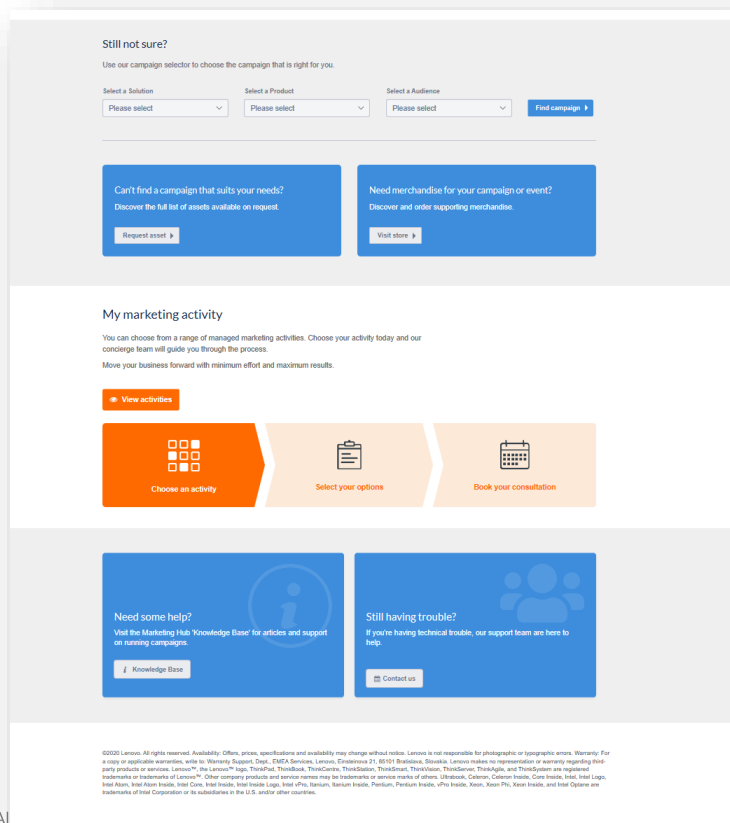 Still not sure?
Use our campaign selector to choose the campaign that is right for you.
Select a Solution
Select a Product
Select a Audience
Please select
Please select
Please select
Find campaign
Can't find a campaign that suits your needs?
Discover the full list of assets available on request.
Request asset
Need merchandise for your campaign or event?
Discover and order supporting merchandise.
Visit store
My marketing activity
You can choose from a range of managed marketing activities. Choose your activity today and our
concierge team will guide you through the process.
Move your business forward with minimum effort and maximum results.
View activities
Choose an activity
Select your options
Book your consultation
Need some help?
Visit the Marketing Hub 'Knowledge Base' for articles and support
on running campaigns.
Knowledge Base
Still having trouble?
If you're having technical trouble, our support team are here to
help.
Contact us
©2020 Lenovo. All rights reserved. Availability: Offers, prices, specifications and availability may change without notice. Lenovo is not responsible for photographic or typographic errors. Warranty: For
a copy or applicable warranties, write to: Warranty Support, Dept., EMEA Services, Lenovo, Einsteinova 21, 85101 Bratislava, Slovakia. Lenovo makes no representation or warranty regarding third-
party products or services. Lenovo™, the Lenovo™ logo, ThinkPad, ThinkBook, ThinkCentre, ThinkStation, ThinkSmart, ThinkVision, ThinkServer, ThinkAgile, and ThinkSystem are registered
trademarks or trademarks of Lenovo™. Other company products and service names may be trademarks or service marks of others. Ultrabook, Celeron, Celeron Inside, Core Inside, Intel, Intel Logo,
Intel Atom, Intel Atom Inside, Intel Core, Intel Inside, Intel Inside Logo, Intel vPro, Itanium, Itanium Inside, Pentium, Pentium Inside, vPro Inside, Xeon, Xeon Phi, Xeon Inside, and Intel Optane are
trademarks of Intel Corporation or its subsidiaries in the U.S. and/or other countries.